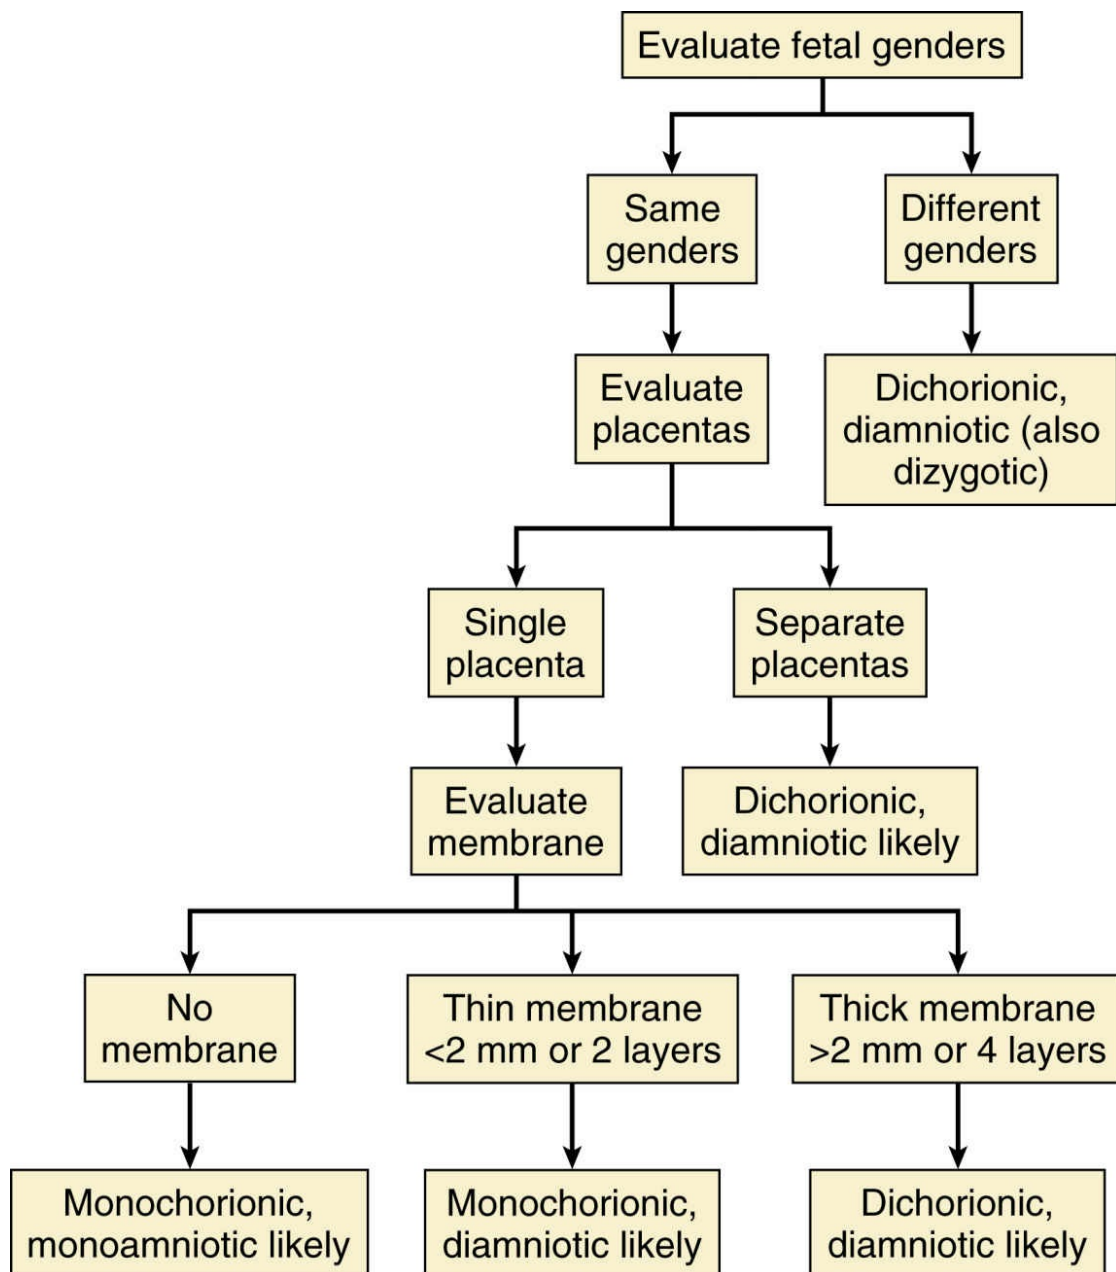 Evaluate fetal genders
Same
genders
Different
genders
Evaluate
placentas
Dichorionic,
diamniotic (also
dizygotic)
Single
placenta
Separate
placentas
Evaluate
membrane
Dichorionic,
diamniotic likely
No
membrane
Thin membrane
<2 mm or 2 layers
Thick membrane
>2 mm or 4 layers
Monochorionic,
monoamniotic likely
Monochorionic,
diamniotic likely
Dichorionic,
diamniotic likely